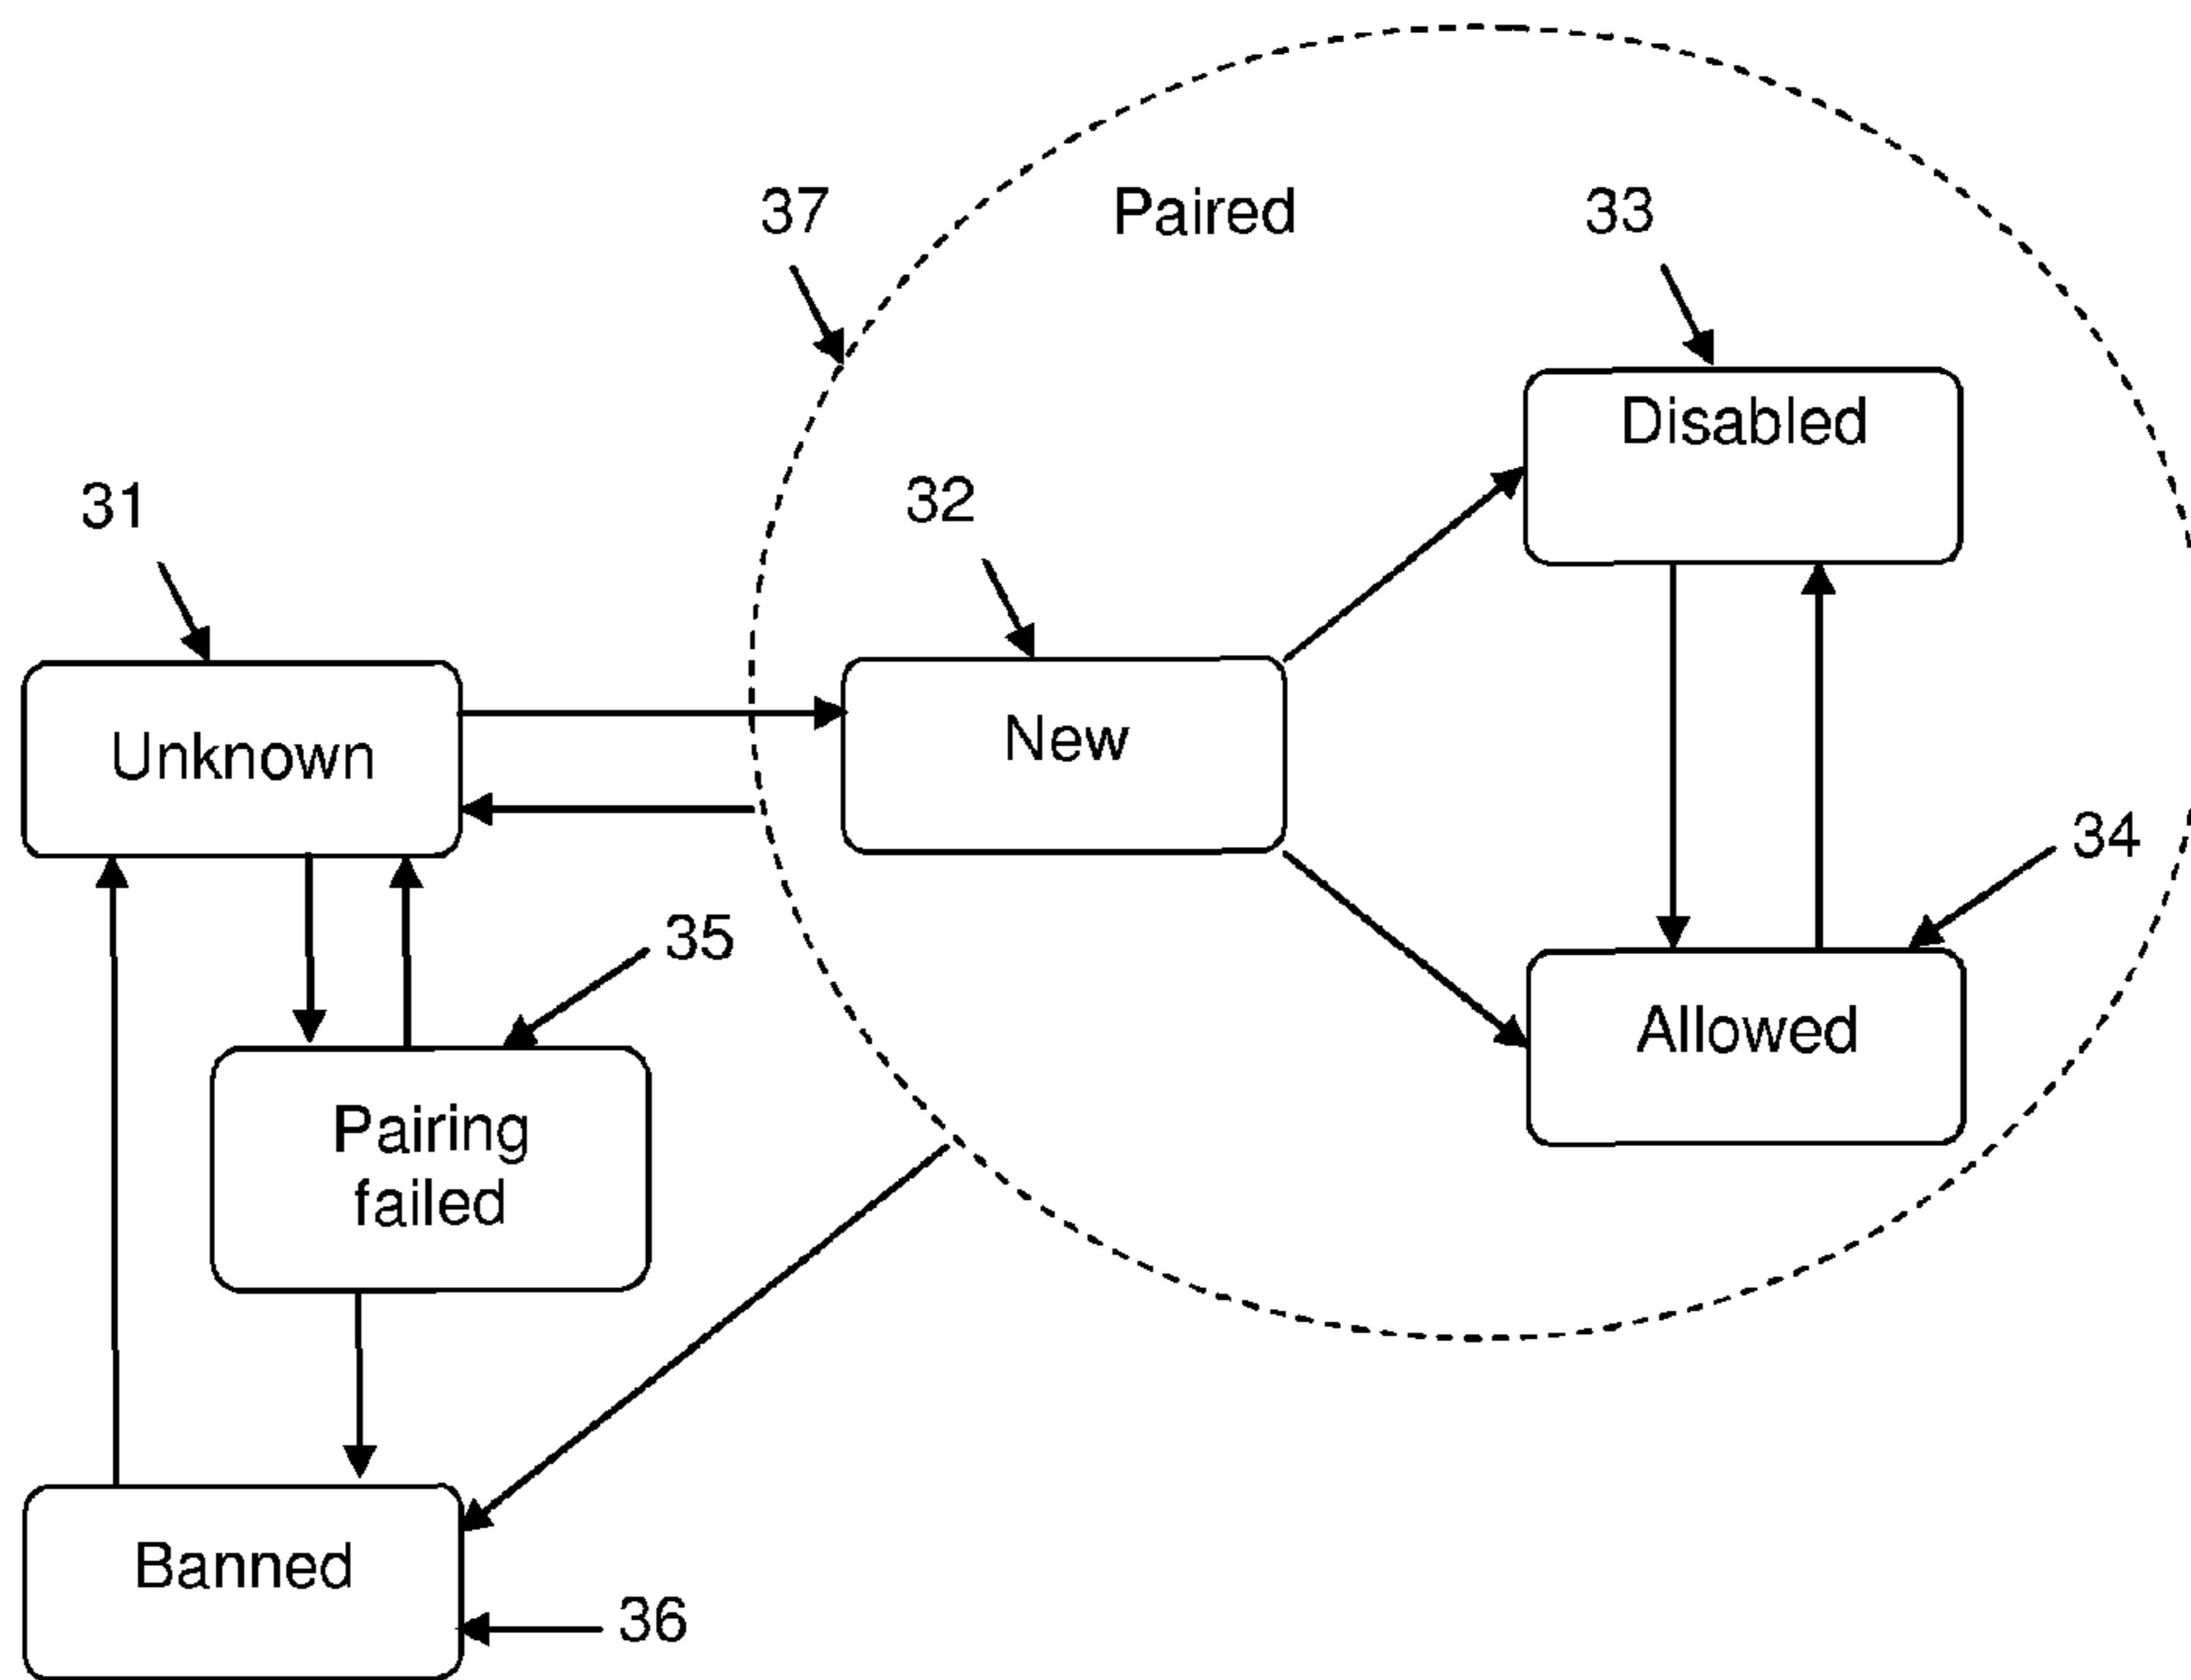 37
Paired
33
Disabled
31
32
Unknown
New
34
35
Allowed
Pairing
failed
Banned
36